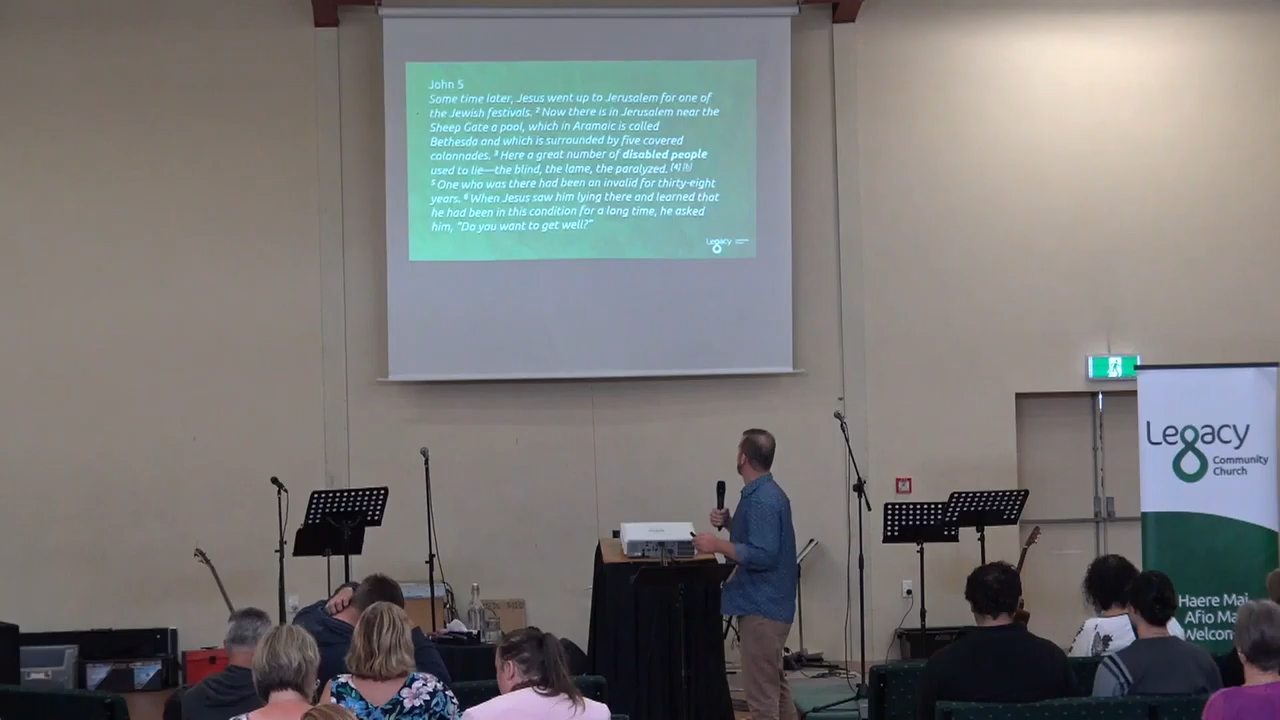 John 5
Some time later, Jesus went up to Jerusalem for one of
the Jewish festivals. 2 Now there is in Jerusalem near the
Sheep Gate a pool, which in Aramaic is called
Bethesda and which is surrounded by five covered
colonnades. 3 Here a great number of disabled people
used to lie—the blind, the lame, the paralyzed. [4] [b]
5 One who was there had been an invalid for thirty-eight
years. 6 When Jesus saw him lying there and learned that
he had been in this condition for a long time, he asked
him, “Do you want to get well?”
Legacy
Legacy
Community
Church
Haere Mai
Afio Ma
Welcom